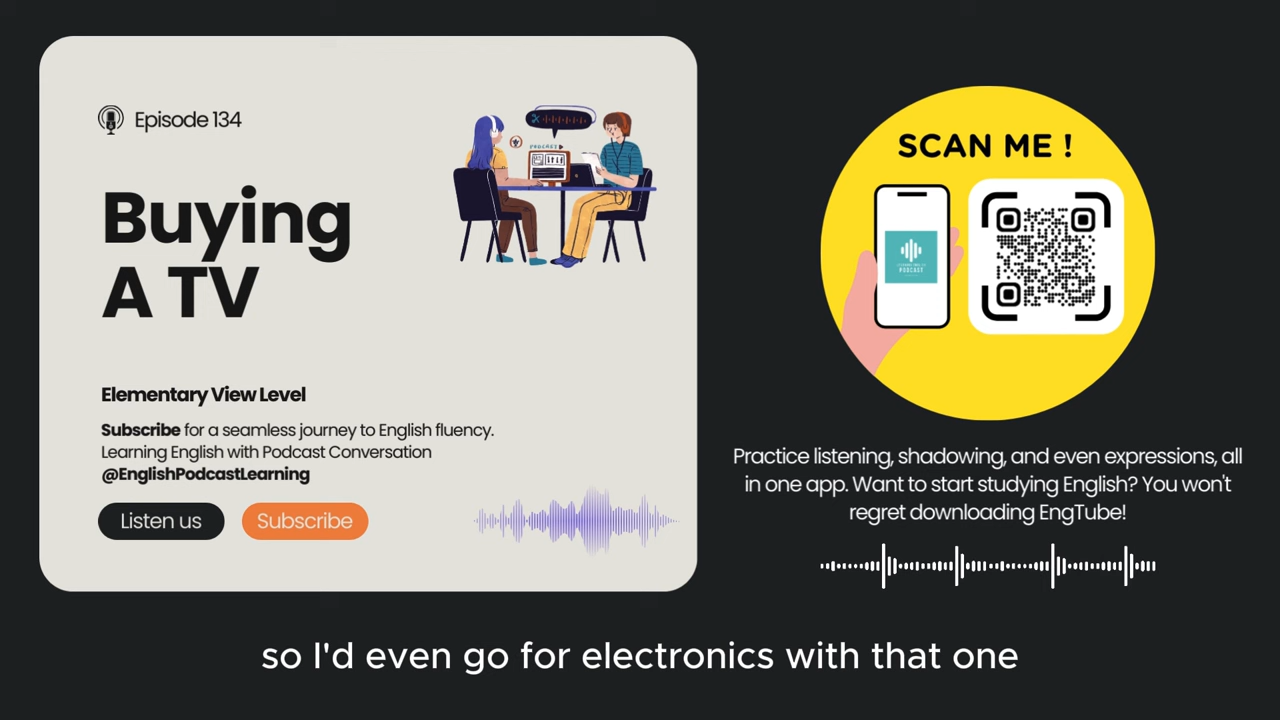 Episode 134
PODCAST
Buying
A TV
Elementary View Level
Subscribe for a seamless journey to English fluency.
Learning English with Podcast Conversation
@EnglishPodcastLearning
Listen us
Subscribe
SCAN ME !
PODCAST
Practice listening, shadowing, and even expressions, all
in one app. Want to start studying English? You won't
regret downloading EngTube!
so I'd even go for electronics with that one